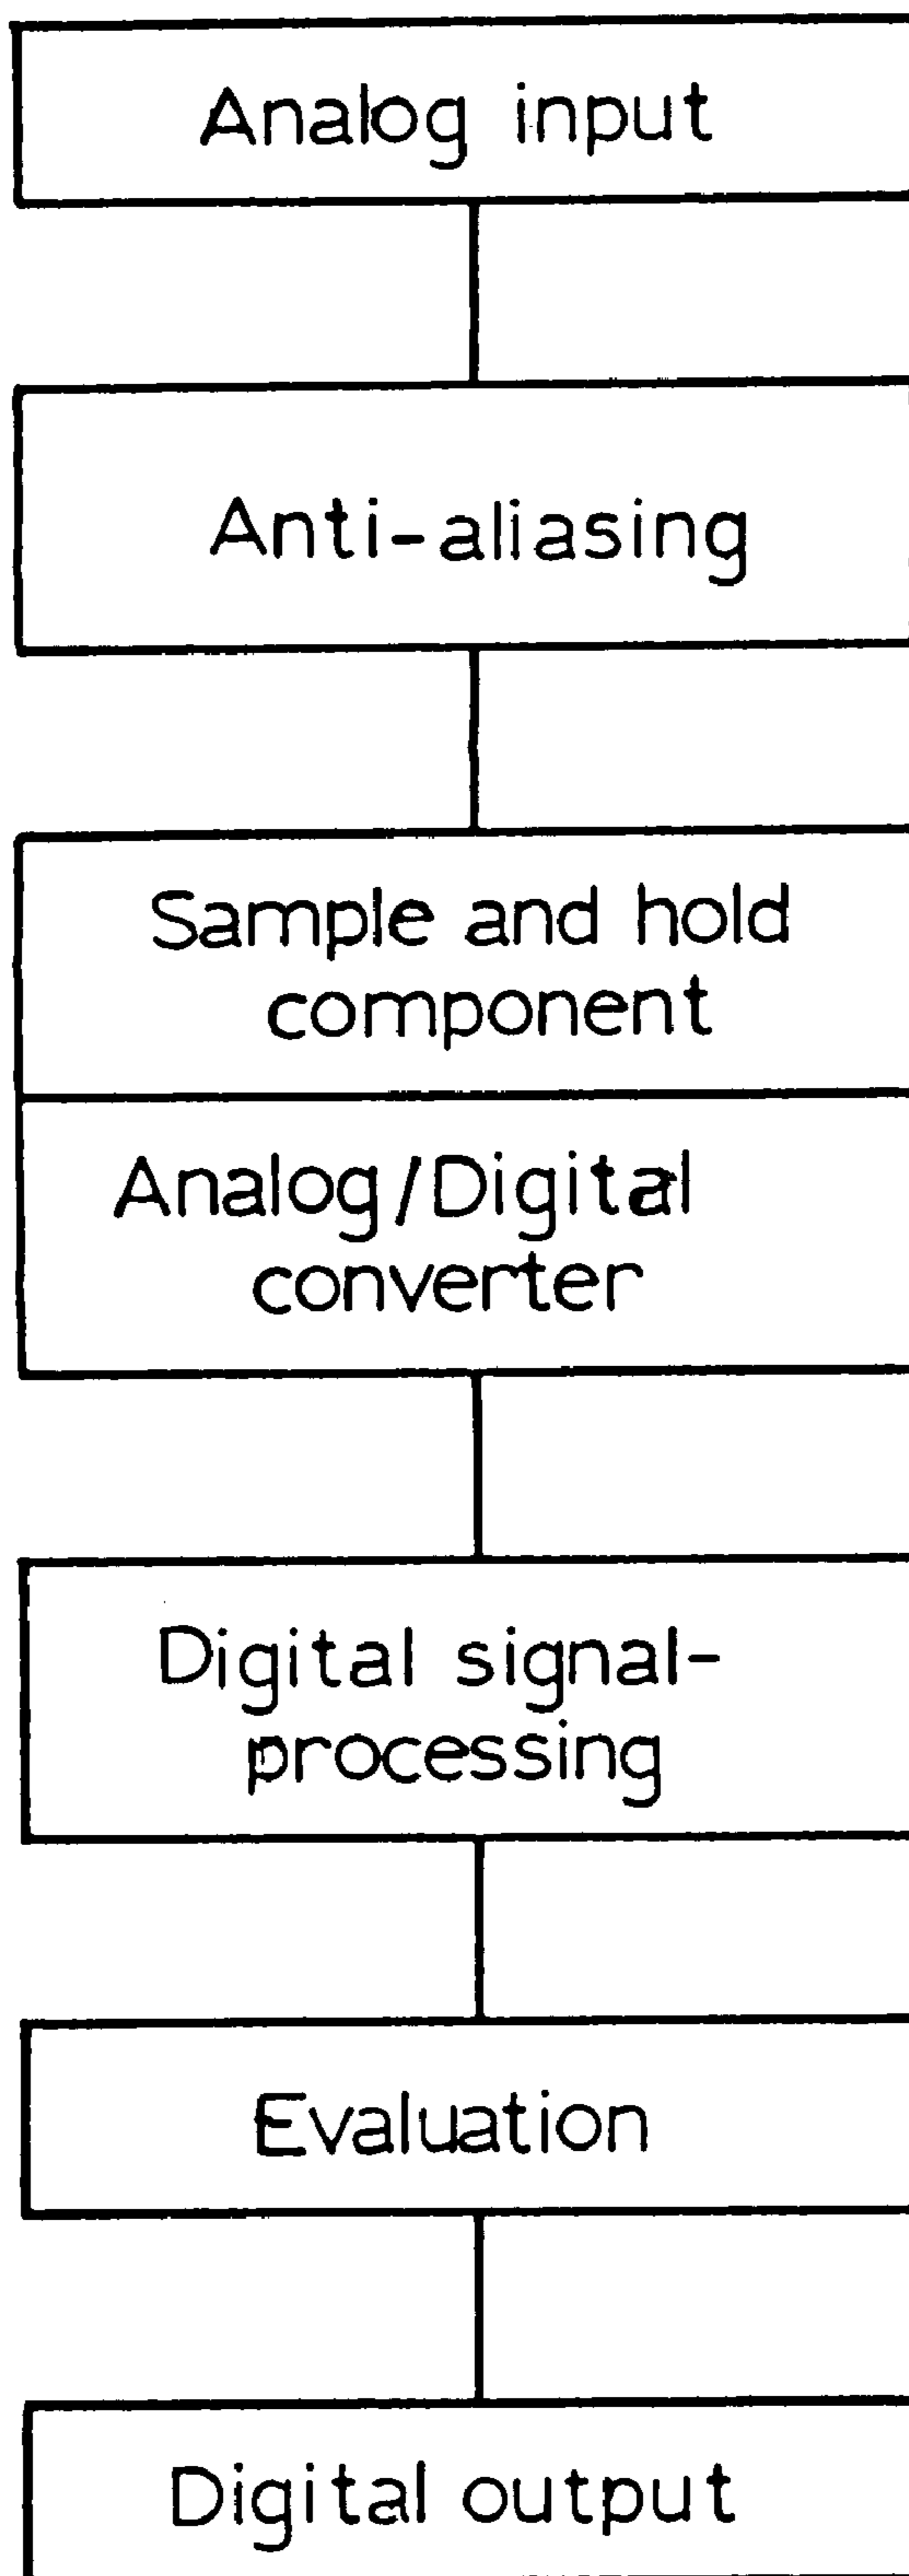 Analog input
Anti-aliasing
Sample and hold
component
Analog/Digital
converter
Digital signal-
processing
Evaluation
Digital output